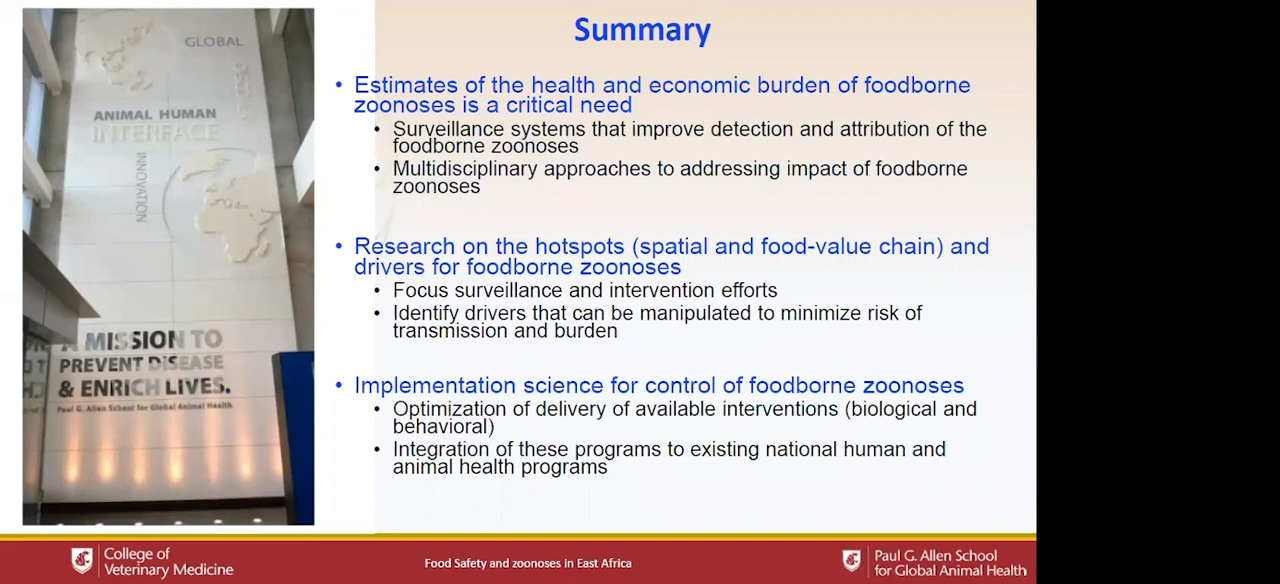 Summary
• Estimates of the health and economic burden of foodborne
zoonoses is a critical need
• Surveillance systems that improve detection and attribution of the
foodborne zoonoses
• Multidisciplinary approaches to addressing impact of foodborne
zoonoses
• Research on the hotspots (spatial and food-value chain) and
drivers for foodborne zoonoses
• Focus surveillance and intervention efforts
• Identify drivers that can be manipulated to minimize risk of
transmission and burden
• Implementation science for control of foodborne zoonoses
• Optimization of delivery of available interventions (biological and
behavioral)
• Integration of these programs to existing national human and
animal health programs
GLOBAL
ANIMAL HUMAN
INTERFACE
INNOVATION
A MISSION TO
PREVENT DISEASE
& ENRICH LIVES.
Paul G. Allen School for Global Animal Health
College of
Veterinary Medicine
Food Safety and zoonoses in East Africa
Paul G. Allen School
for Global Animal Health